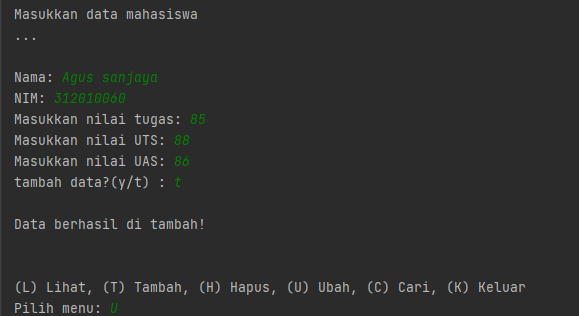 Masukkan data mahasiswa
...
Nama: Agus sanjaya
NIM: 312010060
Masukkan nilai tugas: 85
Masukkan nilai UTS: 88
Masukkan nilai UAS: 86
tambah data?(y/t) : t
Data berhasil di tambah!
(L) Lihat, (T) Tambah, (H) Hapus, (U) Ubah, (C) Cari, (K) Keluar
Pilih menu: U